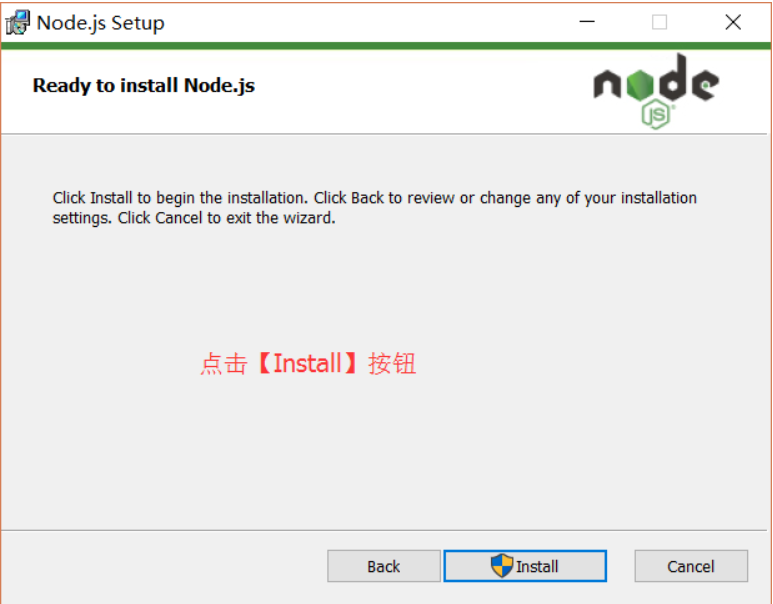 Node.js Setup
Ready to install Node.js
node
JS
Click Install to begin the installation. Click Back to review or change any of your installation
settings. Click Cancel to exit the wizard.
点击【Install】按钮
Back
Install
Cancel